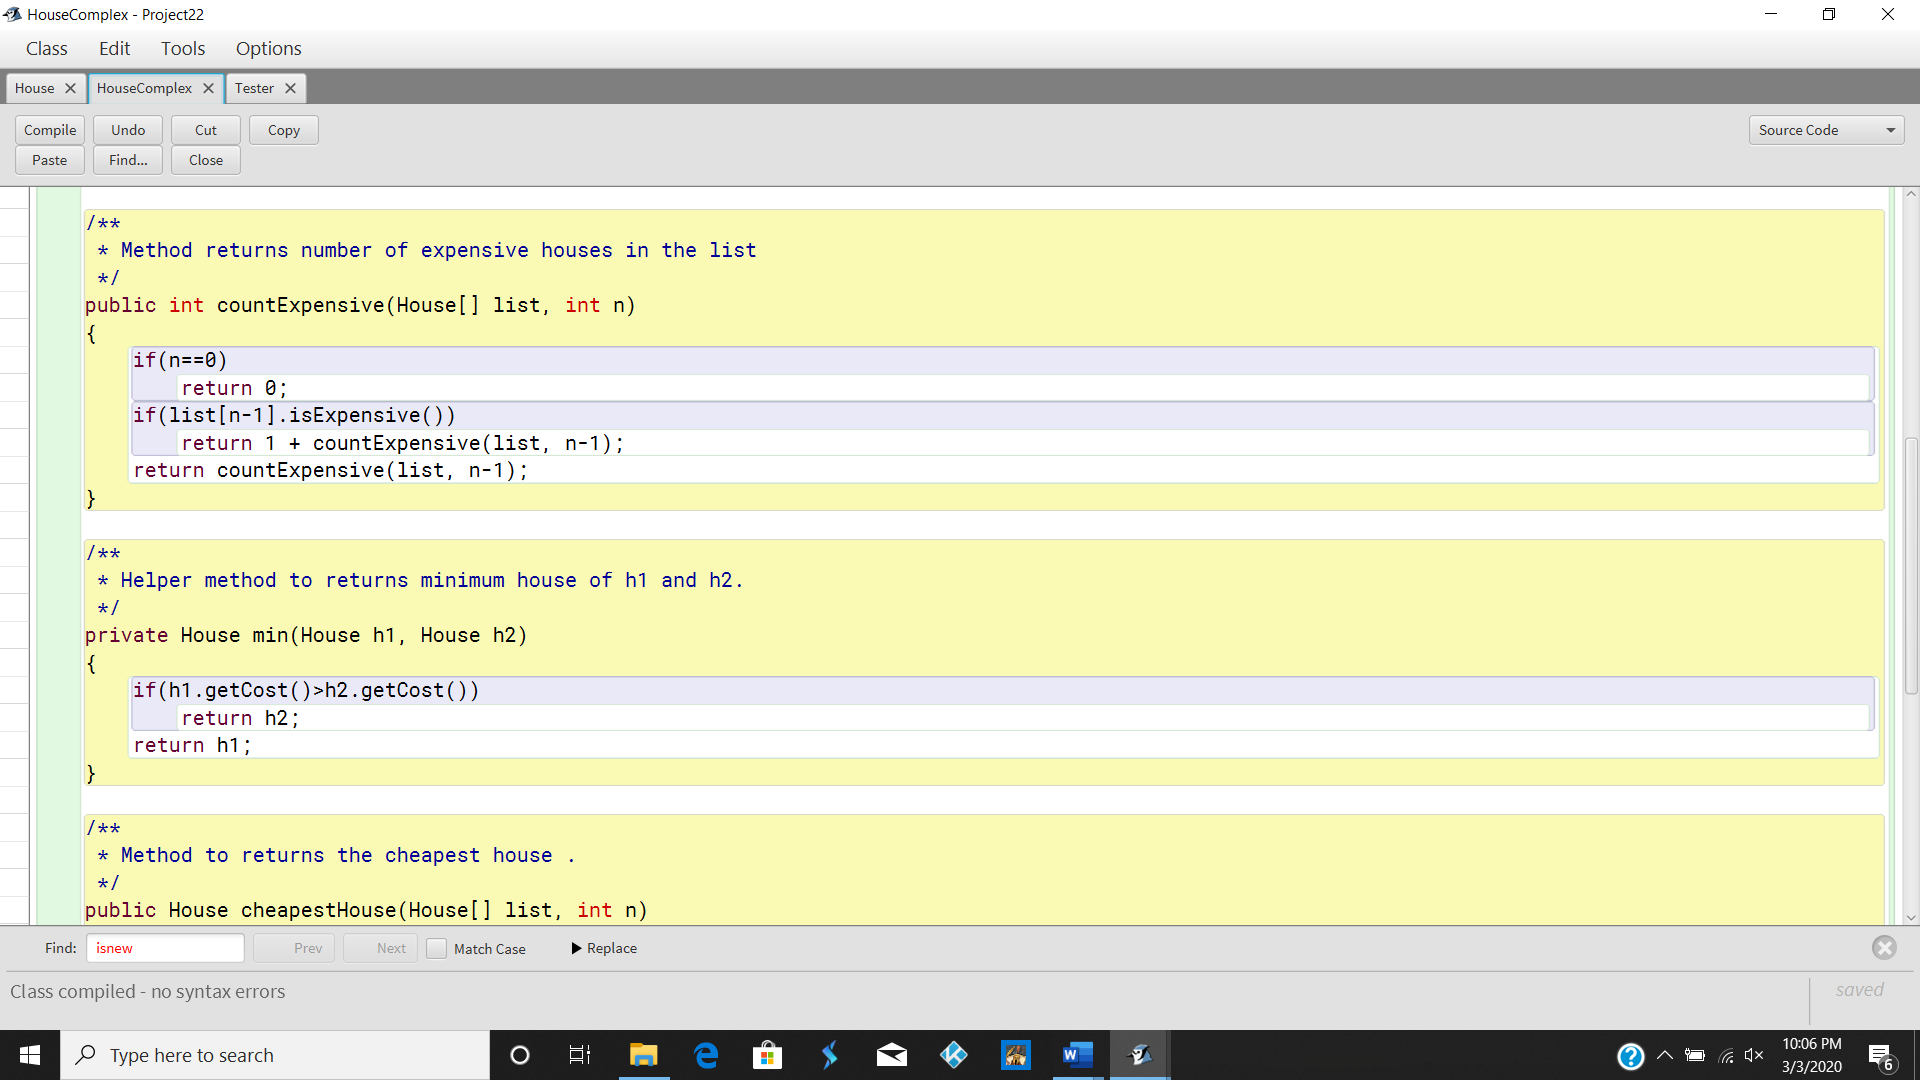 HouseComplex - Project22
Class Edit Tools Options
House HouseComplex Tester
Compile Undo Cut Copy Source Code
Paste Find... Close
/**
 * Method returns number of expensive houses in the list
 */
public int countExpensive(House[] list, int n)
{
    if(n==0)
        return 0;
    if(list[n-1].isExpensive())
        return 1 + countExpensive(list, n-1);
    return countExpensive(list, n-1);
}
/**
 * Helper method to returns minimum house of h1 and h2.
 */
private House min(House h1, House h2)
{
    if(h1.getCost()>h2.getCost())
        return h2;
    return h1;
}
/**
 * Method to returns the cheapest house .
 */
public House cheapestHouse(House[] list, int n)
Find: isnew Prev Next Match Case Replace
Class compiled - no syntax errors
saved
Type here to search
10:06 PM
3/3/2020
6